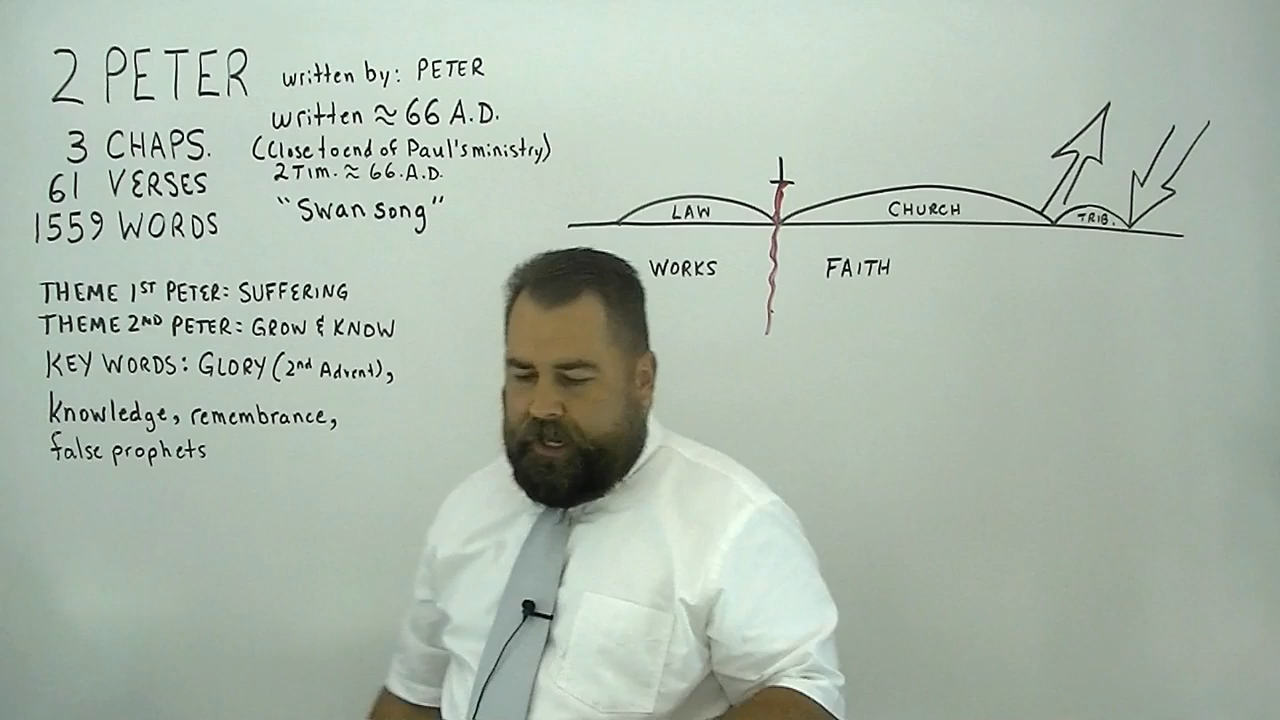 2 PETER
written by: PETER
written ≈ 66 A.D.
3 CHAPS.
(Close to end of Paul's ministry)
61 VERSES
2 Tim. ≈ 66.A.D.
1559 WORDS
"Swan song"
THEME 1ST PETER: SUFFERING
THEME 2ND PETER: GROW & KNOW
KEY WORDS: GLORY (2nd Advent),
knowledge, remembrance,
false prophets
LAW
CHURCH
TRIB.
WORKS
FAITH